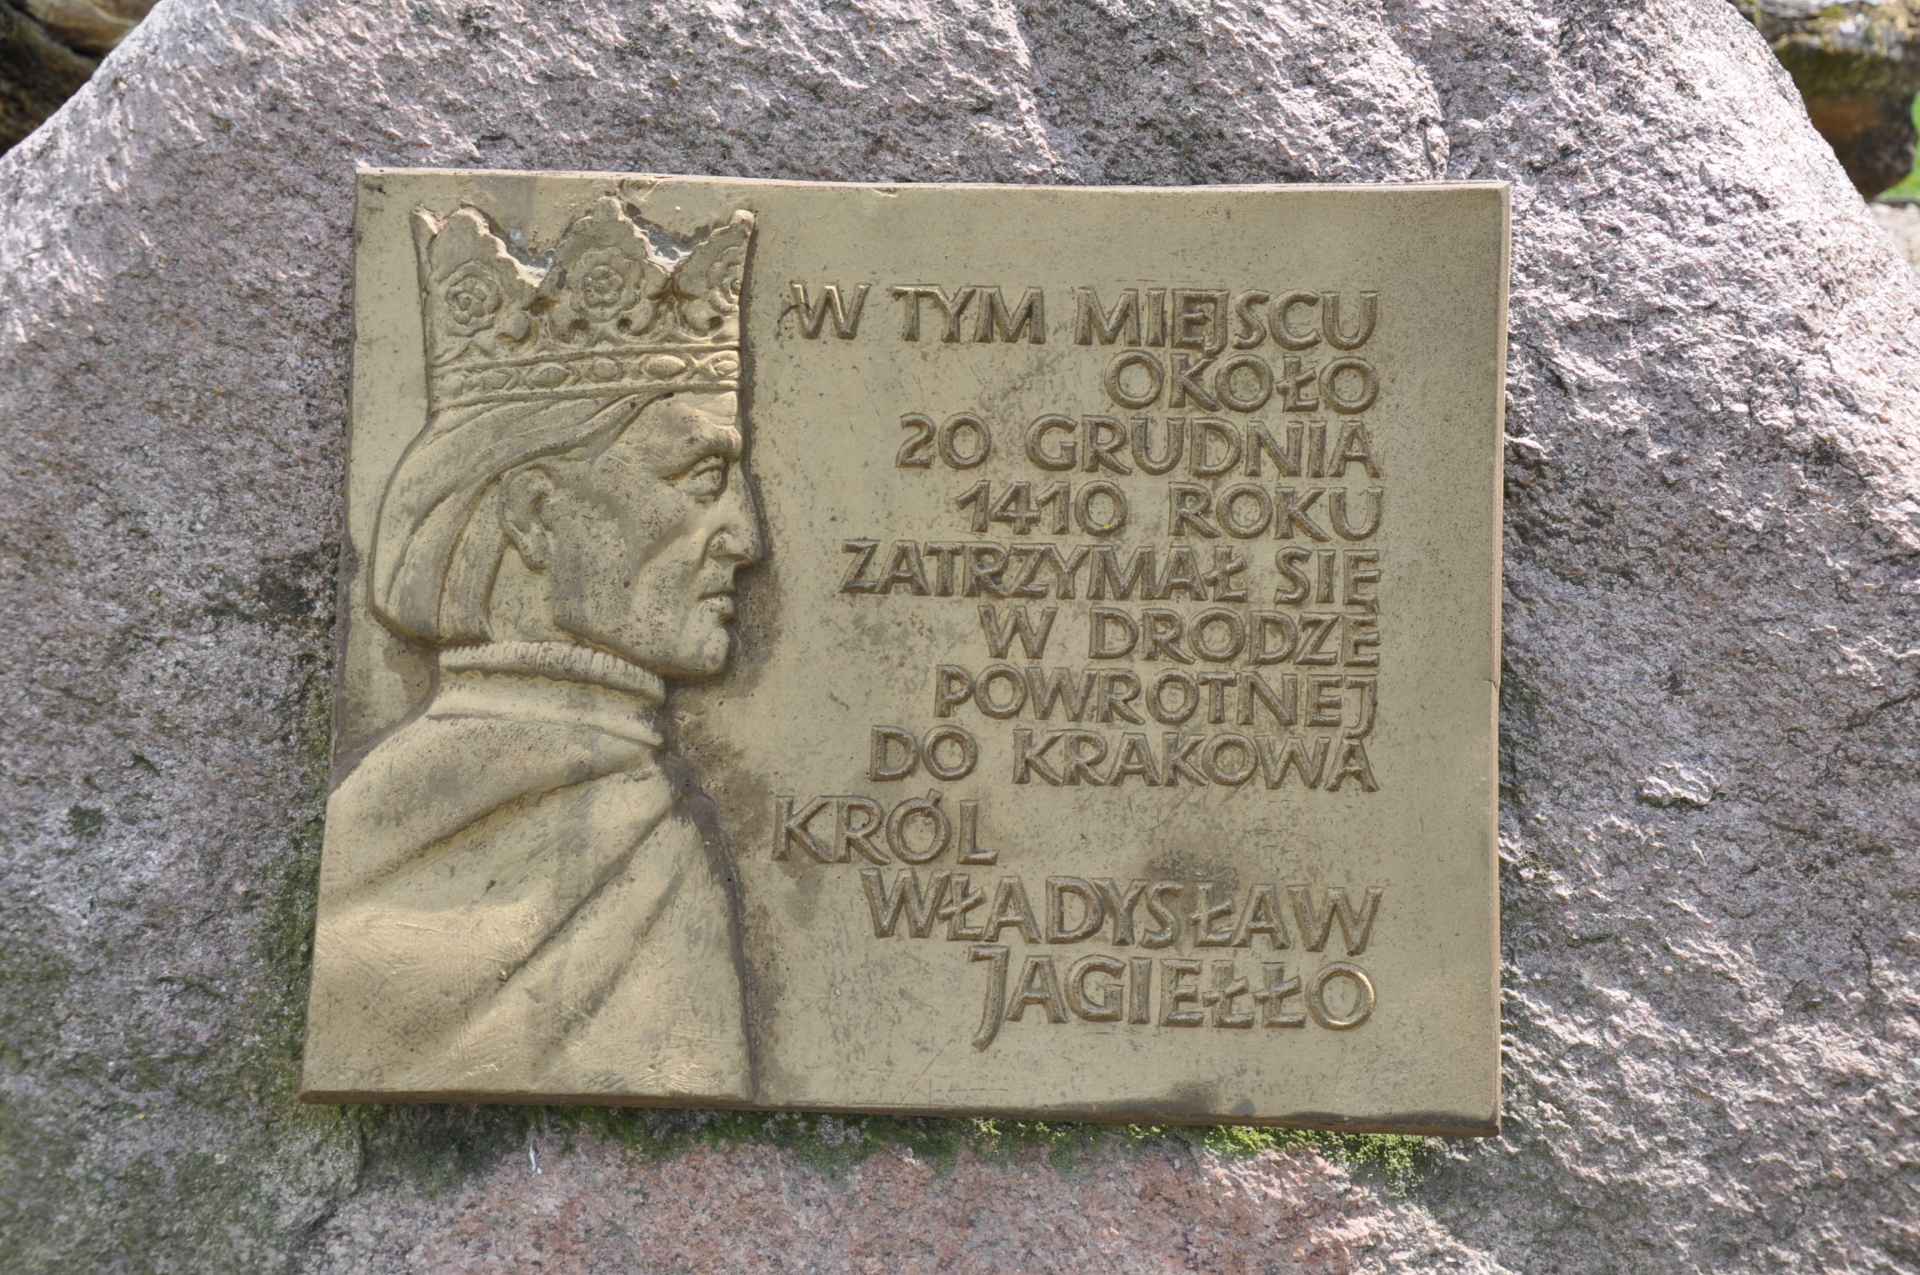 W TYM MIEJSCU
OKOŁO
20 GRUDNIA
1410 ROKU
ZATRZYMAŁ SIĘ
W DRODZE
POWROTNEJ
DO KRAKOWA
KRÓL
WŁADYSŁAW
JAGIEŁŁO